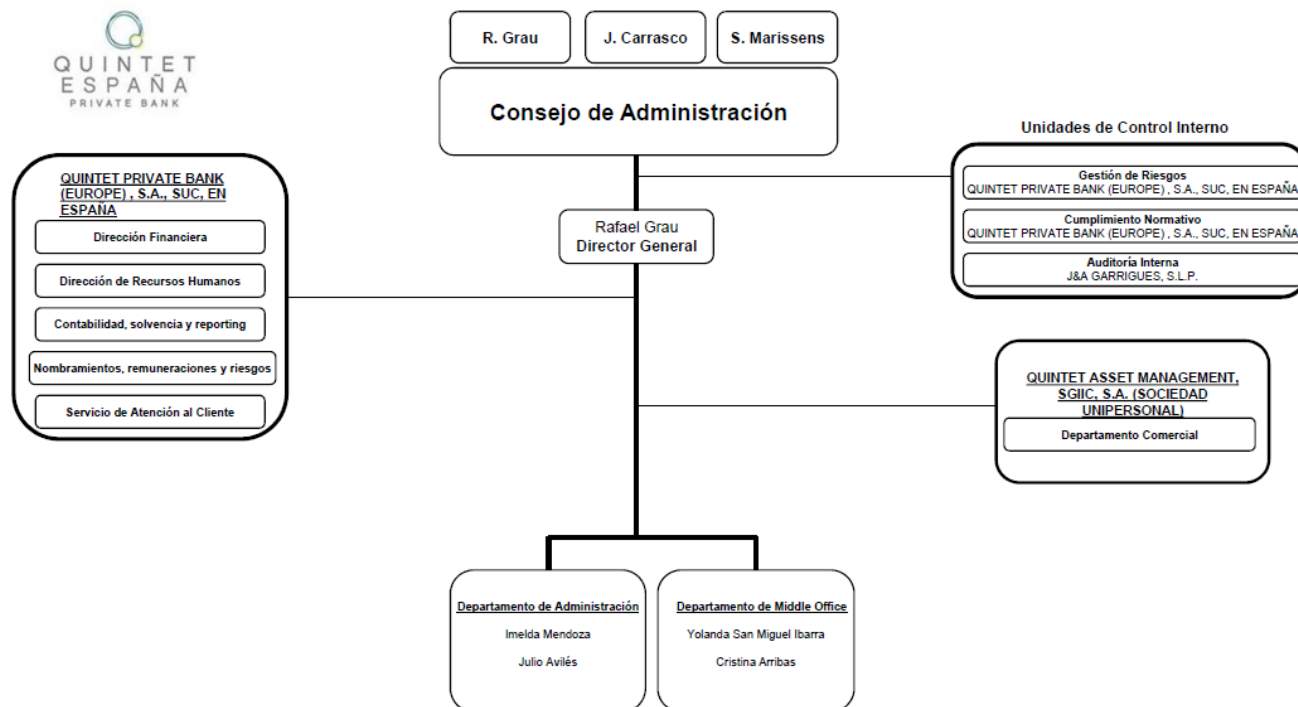 QUINTET
ESPAÑA
PRIVATE BANK
R. Grau
J. Carrasco
S. Marissens
Consejo de Administración
Unidades de Control Interno
Gestión de Riesgos
QUINTET PRIVATE BANK (EUROPE) , S.A., SUC, EN ESPAÑA
Cumplimiento Normativo
QUINTET PRIVATE BANK (EUROPE) , S.A., SUC, EN ESPAÑA
Auditoría Interna
J&A GARRIGUES, S.L.P.
QUINTET PRIVATE BANK
(EUROPE) , S.A., SUC, EN
ESPAÑA
Dirección Financiera
Dirección de Recursos Humanos
Contabilidad, solvencia y reporting
Nombramientos, remuneraciones y riesgos
Servicio de Atención al Cliente
Rafael Grau
Director General
QUINTET ASSET MANAGEMENT,
SGIIC, S.A. (SOCIEDAD
UNIPERSONAL)
Departamento Comercial
Departamento de Administración
Imelda Mendoza
Julio Avilés
Departamento de Middle Office
Yolanda San Miguel Ibarra
Cristina Arribas